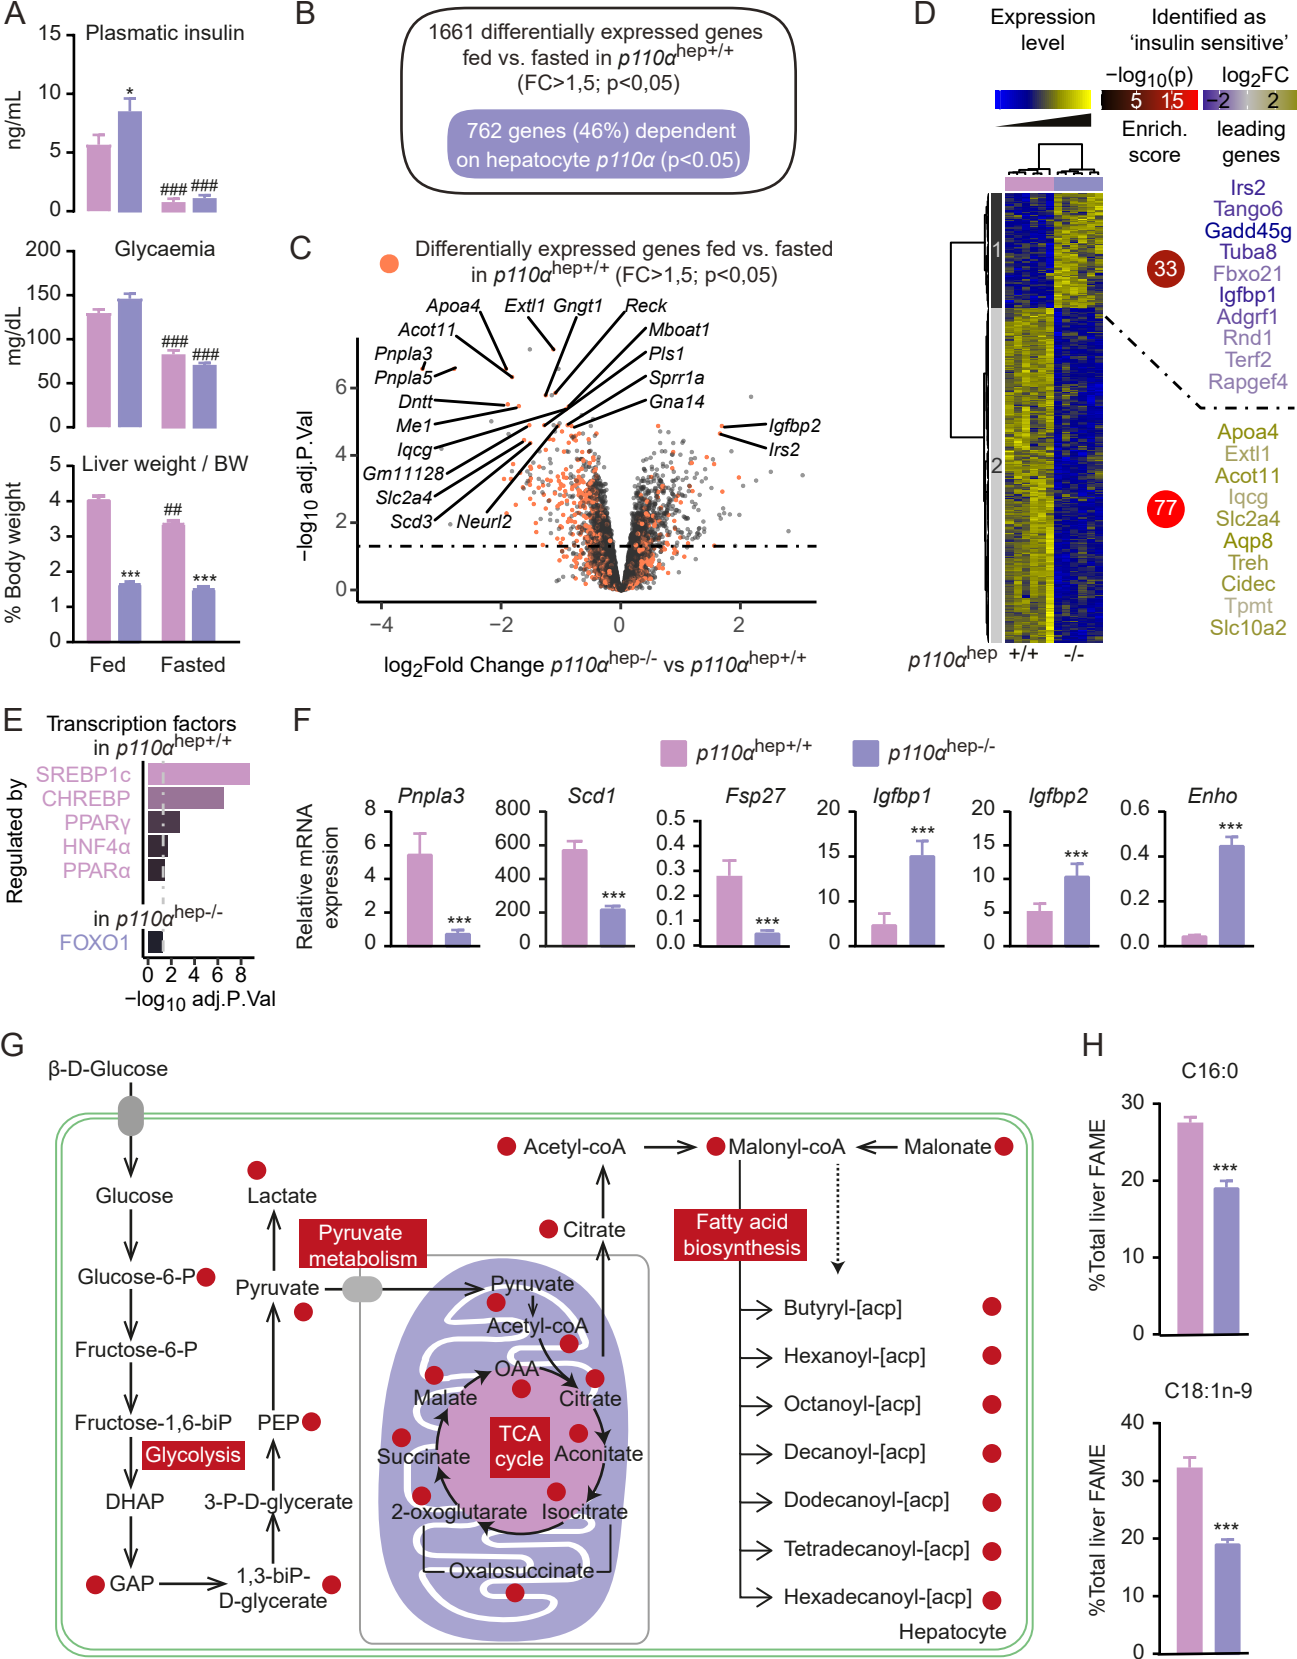 A
Plasmatic insulin
ng/mL
15
10
5
0
*
###
###
Glycaemia
mg/dL
200
150
100
50
0
###
###
Liver weight / BW
% Body weight
5
4
3
2
1
0
***
##
***
Fed
Fasted
B
1661 differentially expressed genes
fed vs. fasted in p110α^hep+/+
(FC>1,5; p<0,05)
762 genes (46%) dependent
on hepatocyte p110α (p<0.05)
C
Differentially expressed genes fed vs. fasted
in p110α^hep+/+ (FC>1,5; p<0,05)
Apoa4
Extl1
Gngt1
Reck
Acot11
Mboat1
Pnpla3
Pls1
Pnpla5
Sprr1a
Dntt
Gna14
Me1
Igfbp2
Iqcg
Irs2
Gm11128
Slc2a4
Scd3
Neurl2
−log10 adj.P.Val
6
4
2
0
−4
−2
0
2
log2Fold Change p110α^hep-/- vs p110α^hep+/+
D
Expression
level
Identified as
‘insulin sensitive’
−log10(p)
log2FC
5
15
−2
2
Enrich.
score
leading
genes
1
2
33
77
Irs2
Tango6
Gadd45g
Tuba8
Fbxo21
Igfbp1
Adgrf1
Rnd1
Terf2
Rapgef4
Apoa4
Extl1
Acot11
Iqcg
Slc2a4
Aqp8
Treh
Cidec
Tpmt
Slc10a2
p110α^hep
+/+
-/-
E
Transcription factors
in p110α^hep+/+
Regulated by
SREBP1c
CHREBP
PPARγ
HNF4α
PPARα
in p110α^hep-/-
FOXO1
0 2 4 6 8
−log10 adj.P.Val
F
p110α^hep+/+
p110α^hep-/-
Relative mRNA
expression
Pnpla3
8
6
4
2
0
***
Scd1
800
600
400
200
0
***
Fsp27
0.5
0.4
0.3
0.2
0.1
0.0
***
Igfbp1
20
15
10
0
***
Igfbp2
20
15
10
5
0
***
Enho
0.6
0.4
0.2
0.0
***
G
β-D-Glucose
Glucose
Glucose-6-P
Fructose-6-P
Fructose-1,6-biP
Glycolysis
DHAP
GAP
1,3-biP-
D-glycerate
3-P-D-glycerate
PEP
Pyruvate
Lactate
Pyruvate
metabolism
Pyruvate
Acetyl-coA
OAA
Citrate
Aconitate
Isocitrate
Oxalosuccinate
2-oxoglutarate
Succinate
Malate
TCA
cycle
Citrate
Acetyl-coA
Malonyl-coA
Malonate
Fatty acid
biosynthesis
Butyryl-[acp]
Hexanoyl-[acp]
Octanoyl-[acp]
Decanoyl-[acp]
Dodecanoyl-[acp]
Tetradecanoyl-[acp]
Hexadecanoyl-[acp]
Hepatocyte
H
C16:0
%Total liver FAME
30
20
10
0
***
C18:1n-9
%Total liver FAME
40
30
20
10
0
***